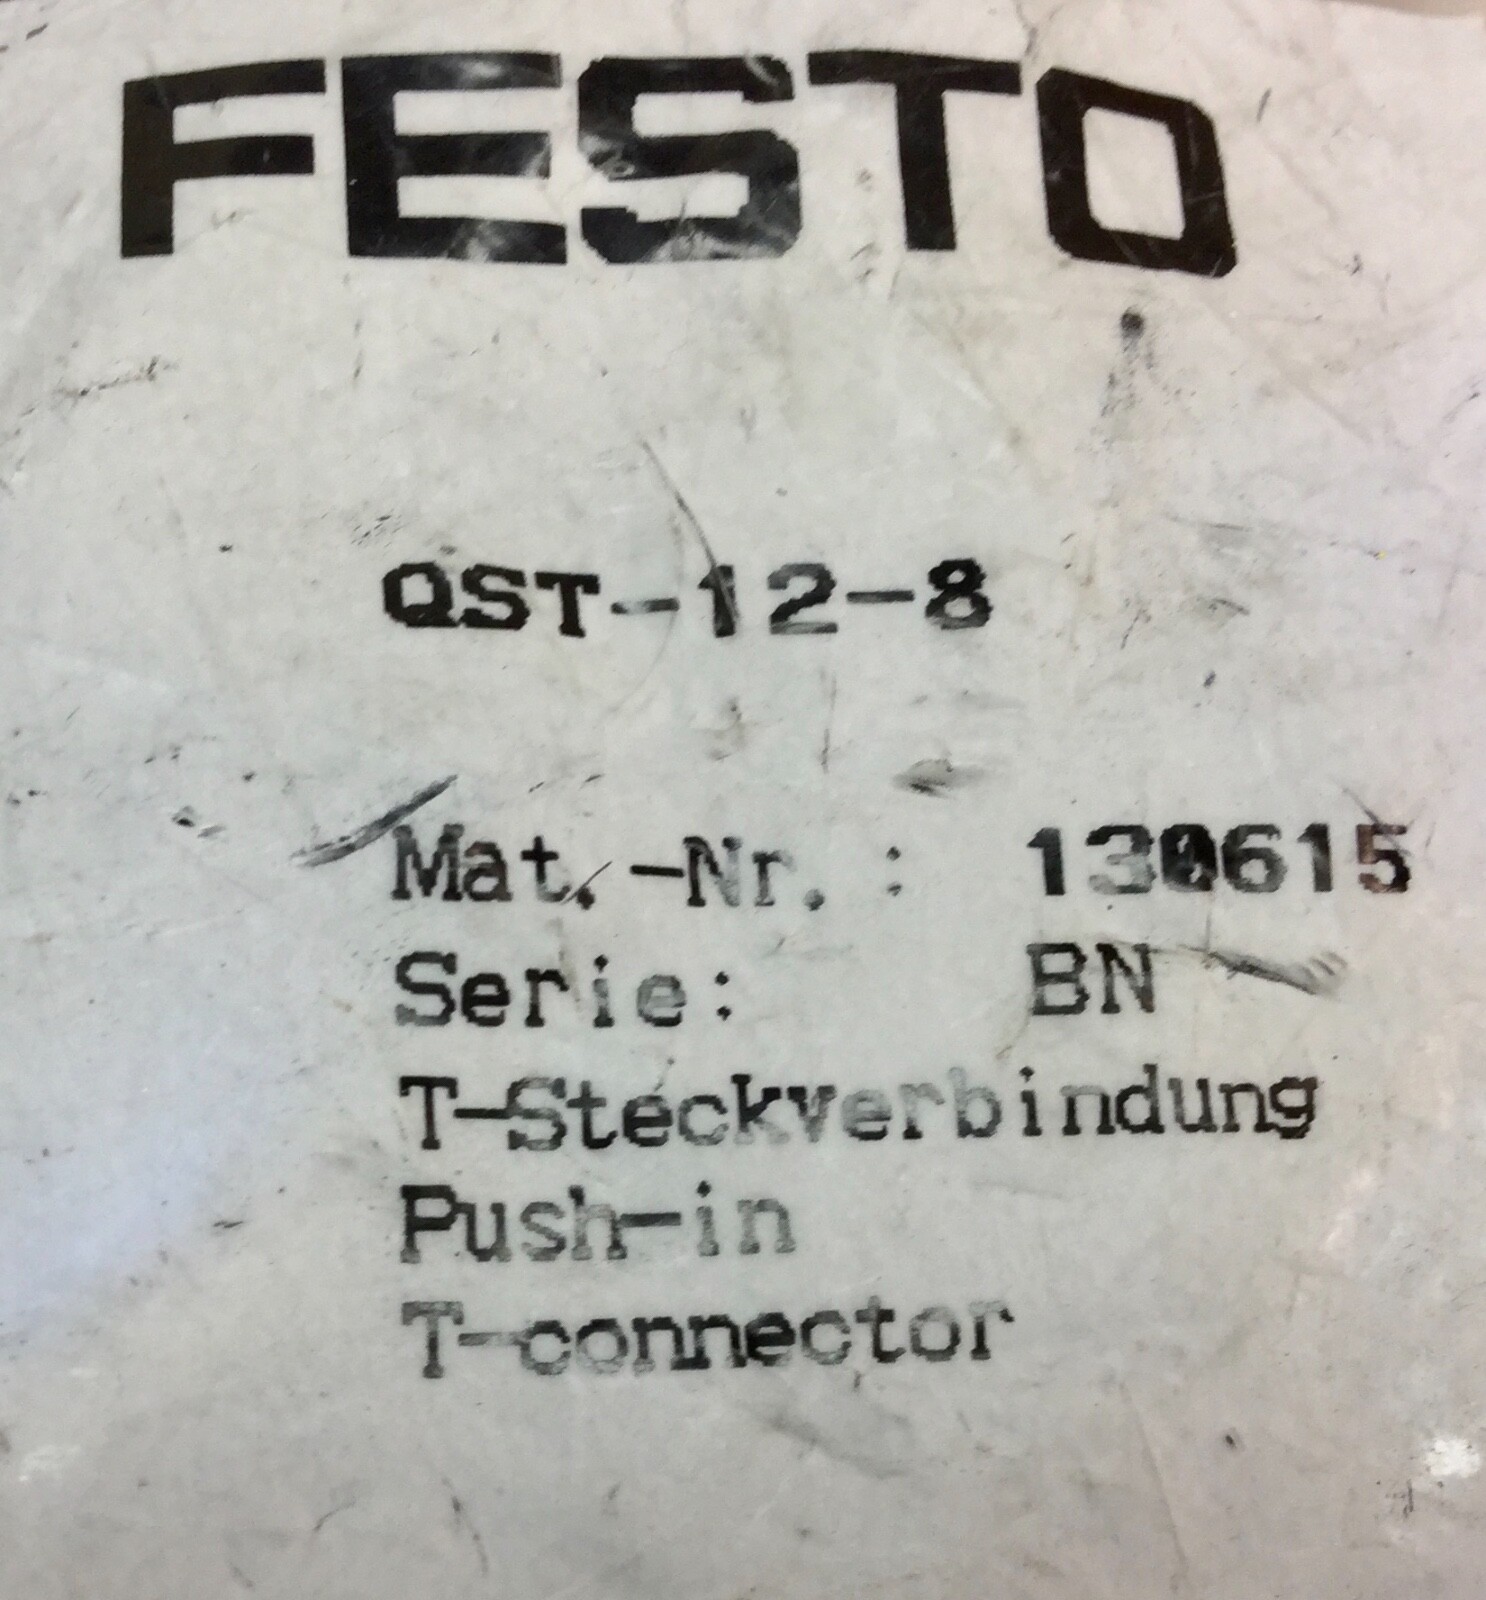 FESTO
QST-12-8
Mat.-Nr.: 130615
Serie: BN
T-Steckverbindung
Push-in
T-connector